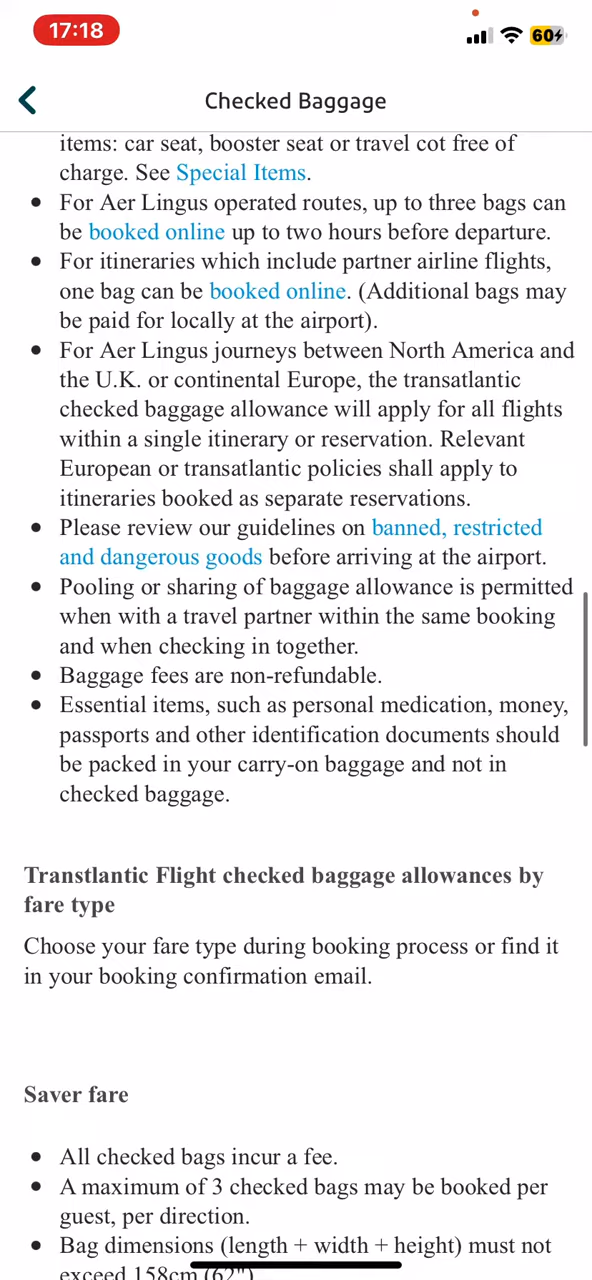 17:18
60
Checked Baggage
items: car seat, booster seat or travel cot free of
charge. See Special Items.
• For Aer Lingus operated routes, up to three bags can
be booked online up to two hours before departure.
• For itineraries which include partner airline flights,
one bag can be booked online. (Additional bags may
be paid for locally at the airport).
• For Aer Lingus journeys between North America and
the U.K. or continental Europe, the transatlantic
checked baggage allowance will apply for all flights
within a single itinerary or reservation. Relevant
European or transatlantic policies shall apply to
itineraries booked as separate reservations.
• Please review our guidelines on banned, restricted
and dangerous goods before arriving at the airport.
• Pooling or sharing of baggage allowance is permitted
when with a travel partner within the same booking
and when checking in together.
• Baggage fees are non-refundable.
• Essential items, such as personal medication, money,
passports and other identification documents should
be packed in your carry-on baggage and not in
checked baggage.
Transtlantic Flight checked baggage allowances by
fare type
Choose your fare type during booking process or find it
in your booking confirmation email.
Saver fare
• All checked bags incur a fee.
• A maximum of 3 checked bags may be booked per
guest, per direction.
• Bag dimensions (length + width + height) must not
exceed 158cm (62")